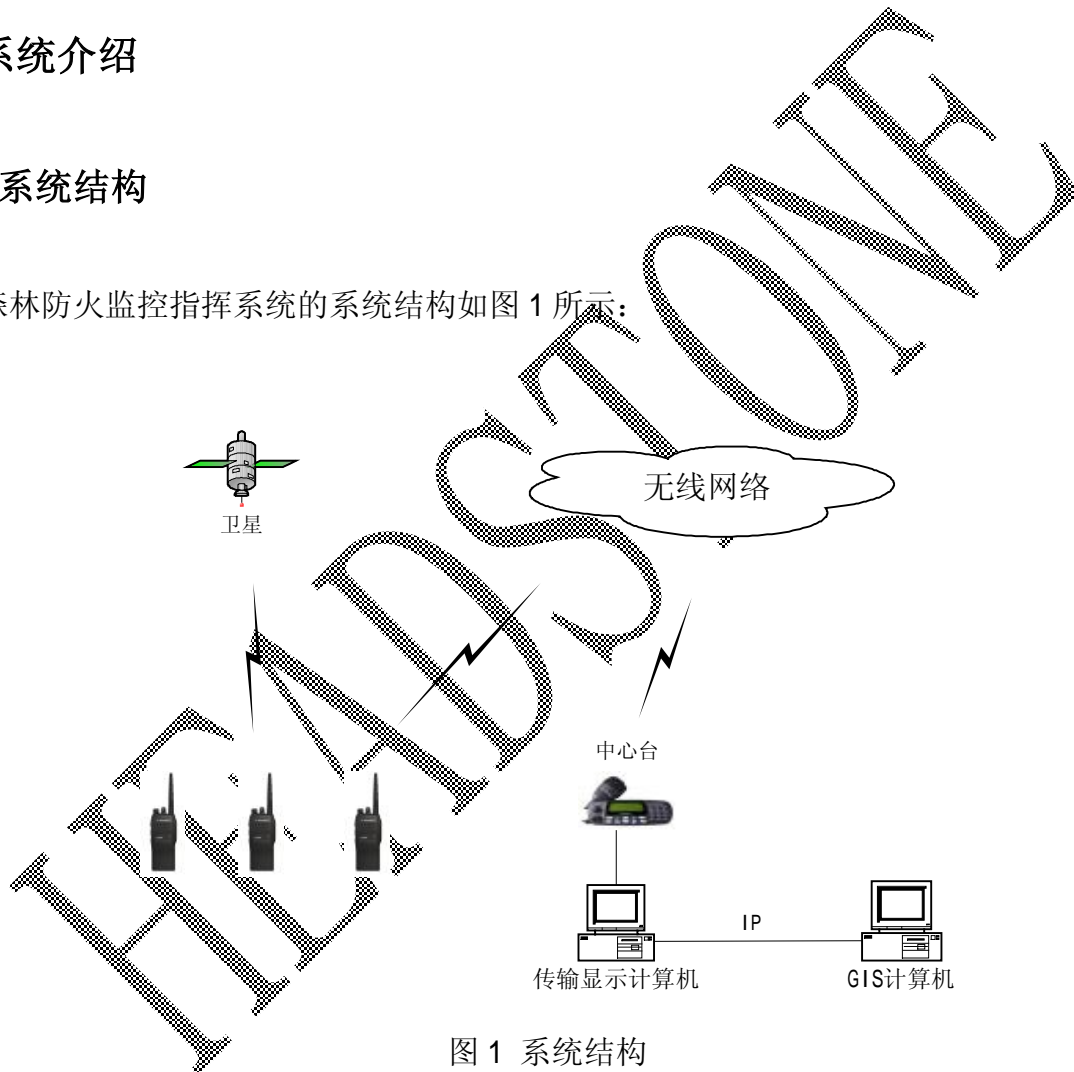 系统介绍
系统结构
森林防火监控指挥系统的系统结构如图 1 所示：
无线网络
卫星
中心台
IP
传输显示计算机
GIS计算机
图 1 系统结构
HEADSTONE